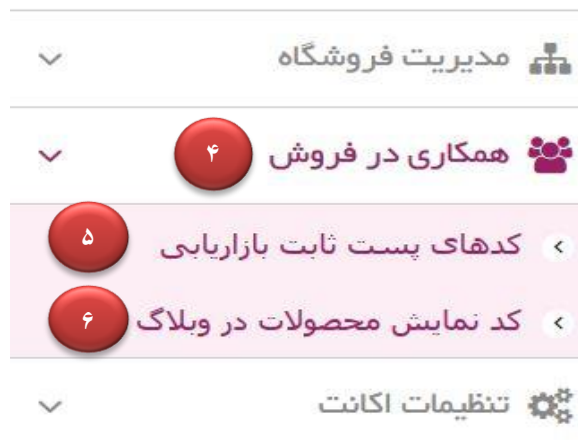 مدیریت فروشگاه
همکاری در فروش ۴
کدهای پست ثابت بازاریابی ۵
کد نمایش محصولات در وبلاگ ۶
تنظیمات اکانت